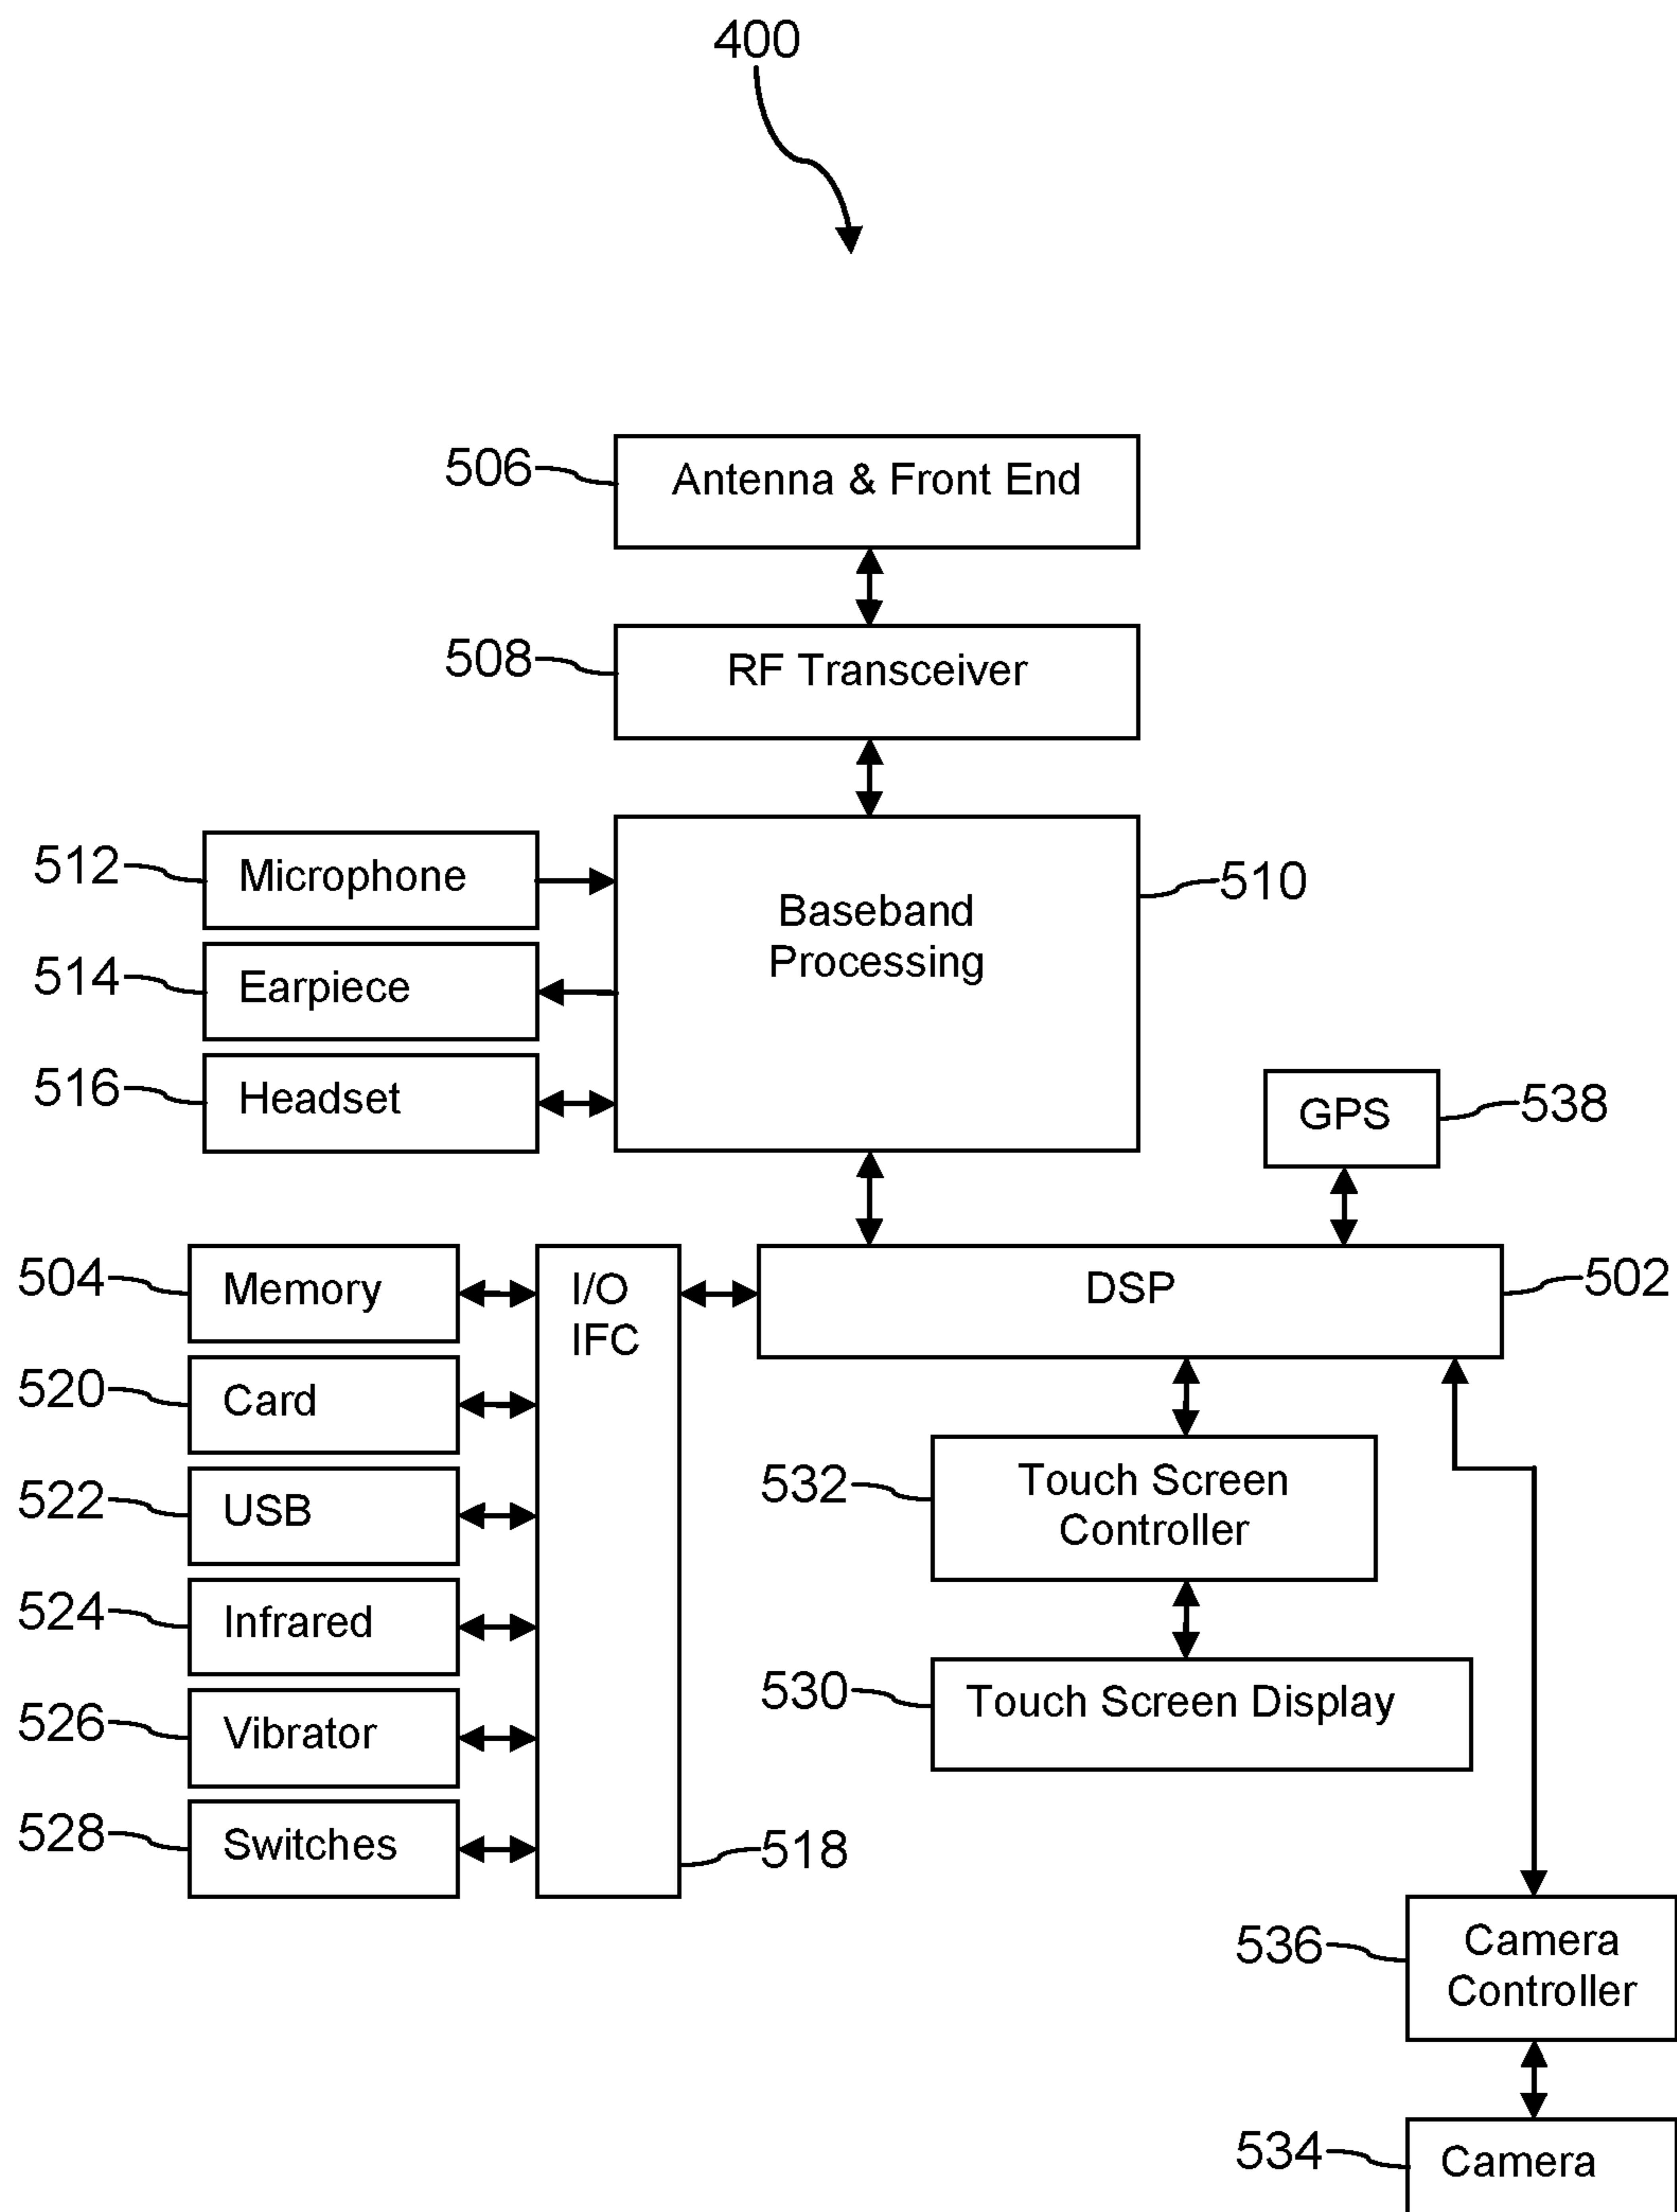 400
506
Antenna & Front End
508
RF Transceiver
512
Microphone
510
Baseband
Processing
514
Earpiece
516
Headset
GPS
538
504
Memory
I/O
IFC
DSP
502
520
Card
522
USB
532
Touch Screen
Controller
524
Infrared
530
Touch Screen Display
526
Vibrator
528
Switches
518
536
Camera
Controller
534
Camera